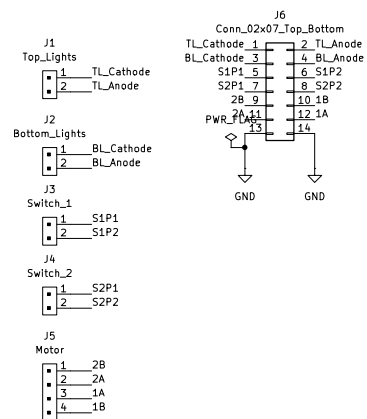 J1
Top_Lights
1 TL_Cathode
2 TL_Anode
J2
Bottom_Lights
1 BL_Cathode
2 BL_Anode
J3
Switch_1
1 S1P1
2 S1P2
J4
Switch_2
1 S2P1
2 S2P2
J5
Motor
1 2B
2 2A
3 1A
4 1B
J6
Conn_02x07_Top_Bottom
TL_Cathode 1 2 TL_Anode
BL_Cathode 3 4 BL_Anode
S1P1 5 6 S1P2
S2P1 7 8 S2P2
2B 9 10 1B
2A 11 12 1A
PWR_FLAG
13 14
GND GND